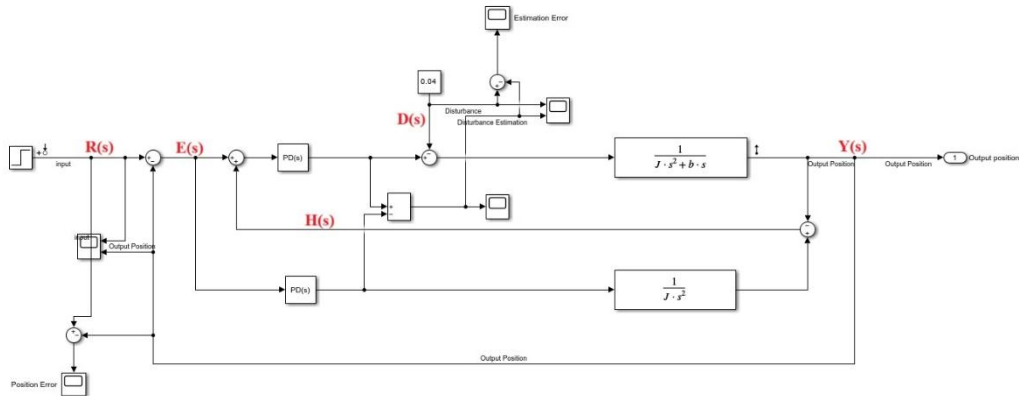 Estimation Error
0.04
D(s)
Disturbance
Disturbance Estimation
R(s)
input
E(s)
PD(s)
1
J · s² + b · s
Output Position
Y(s)
Output Position
1
Output position
H(s)
input
Output Position
PD(s)
1
J · s²
Output Position
Position Error